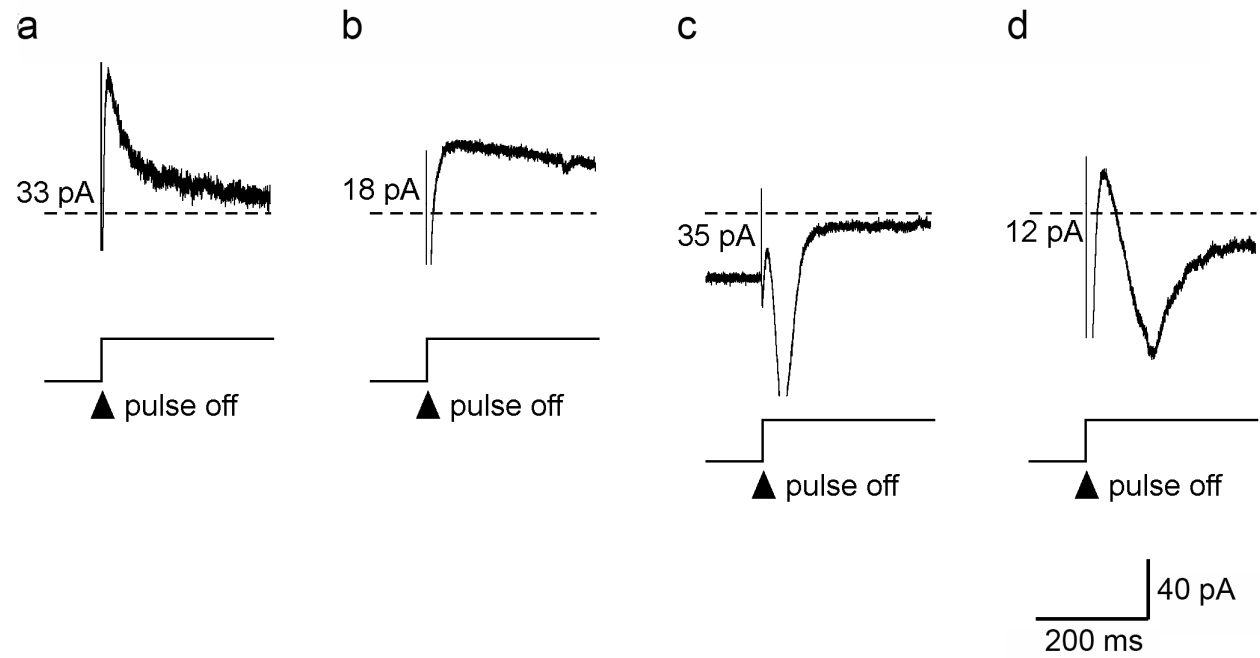 a
b
c
d
33 pA
18 pA
35 pA
12 pA
pulse off
pulse off
pulse off
pulse off
40 pA
200 ms